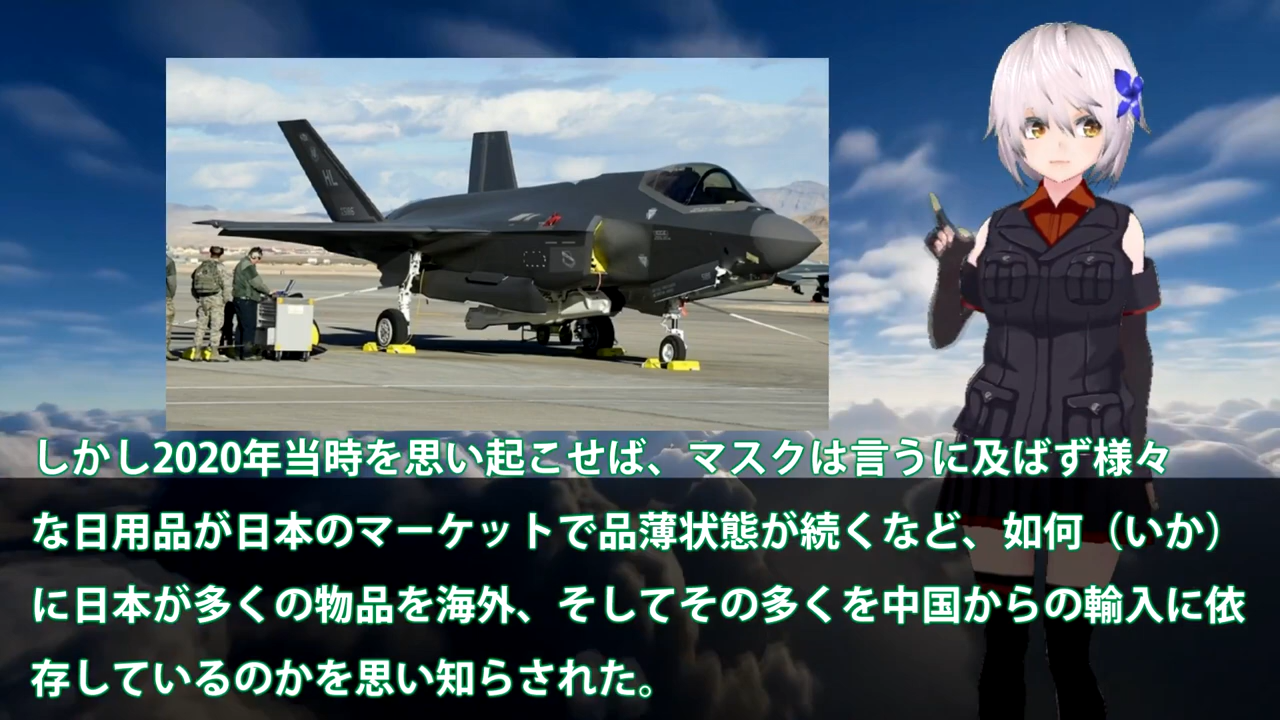 HL
しかし2020年当時を思い起こせば、マスクは言うに及ばず様々
な日用品が日本のマーケットで品薄状態が続くなど、如何（いか）
に日本が多くの物品を海外、そしてその多くを中国からの輸入に依
存しているのかを思い知らされた。